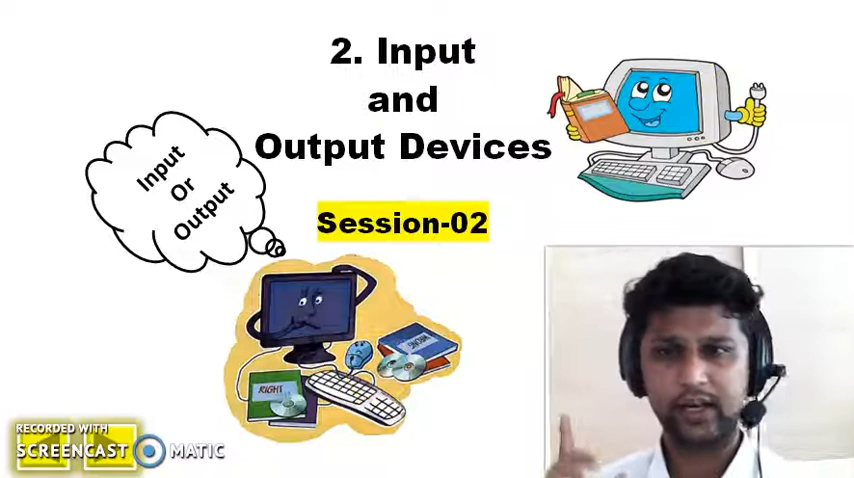 2. Input
and
Output Devices
Input
Or
Output
Session-02
RIGHT
RECORDED WITH
SCREENCAST MATIC